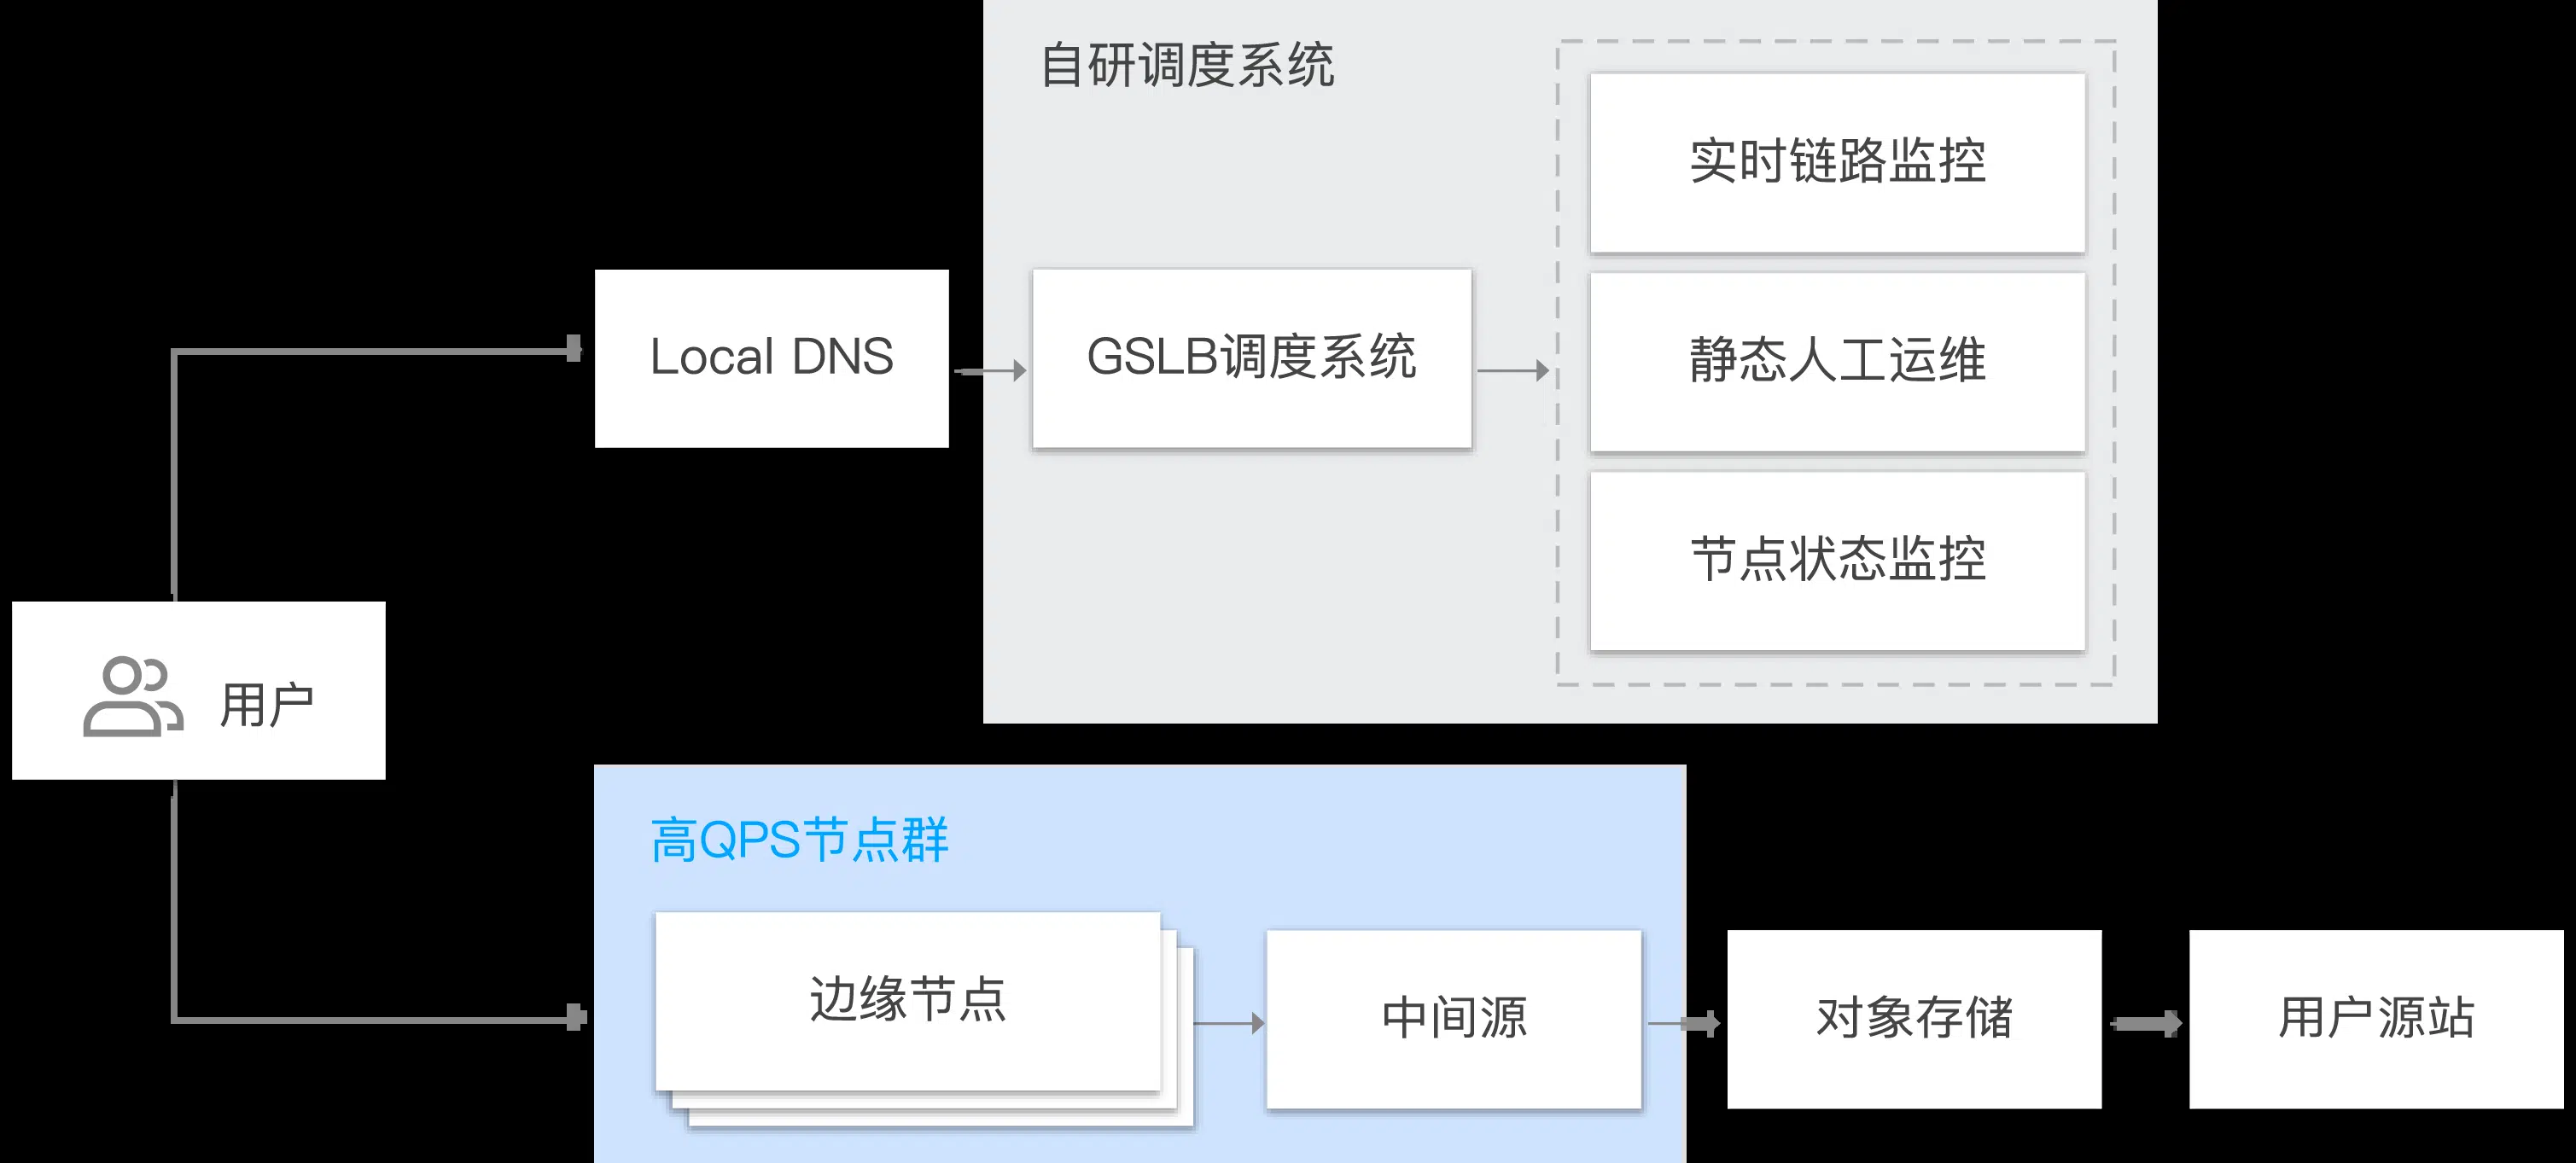 自研调度系统
实时链路监控
Local DNS
GSLB调度系统
静态人工运维
节点状态监控
用户
高QPS节点群
边缘节点
中间源
对象存储
用户源站